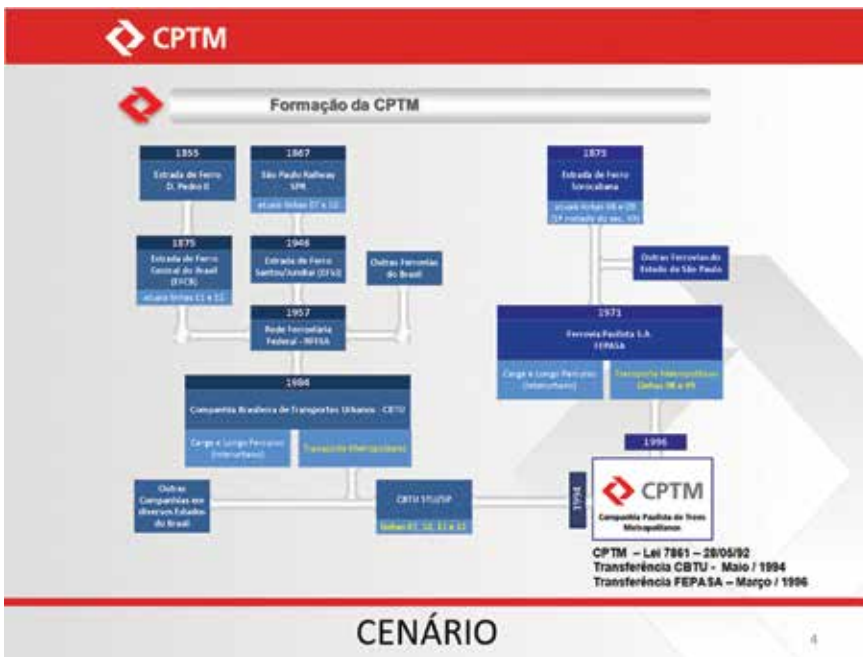 CPTM
Formação da CPTM
1855
Estrada de Ferro
D. Pedro II
1867
São Paulo Railway
SPR
atuais linhas 07 e 10
1875
Estrada de Ferro
Sorocabana
atuais linhas 08 e 09
1875
Estrada de Ferro
Central do Brasil
(EFCB)
atuais linhas 11 e 12
1946
Estrada de Ferro
Santos/Jundiaí (EFSJ)
Outras Ferrovias
do Brasil
Outras Ferrovias do
Estado de São Paulo
1957
Rede Ferroviária
Federal - RFFSA
1971
Ferrovia Paulista S.A.
FEPASA
Carga e Longo Percurso
(Interurbano)
Transporte Metropolitano
Linhas 08 e 09
1984
Companhia Brasileira de Transportes Urbanos - CBTU
Carga e Longo Percurso
(Interurbano)
Transporte Metropolitano
1996
Outras
Companhias em
diversos Estados
do Brasil
CBTU STU/SP
linhas 07, 10, 11 e 12
1994
CPTM
Companhia Paulista de Trens
Metropolitanos
CPTM – Lei 7861 – 28/05/92
Transferência CBTU - Maio / 1994
Transferência FEPASA – Março / 1996
CENÁRIO
4